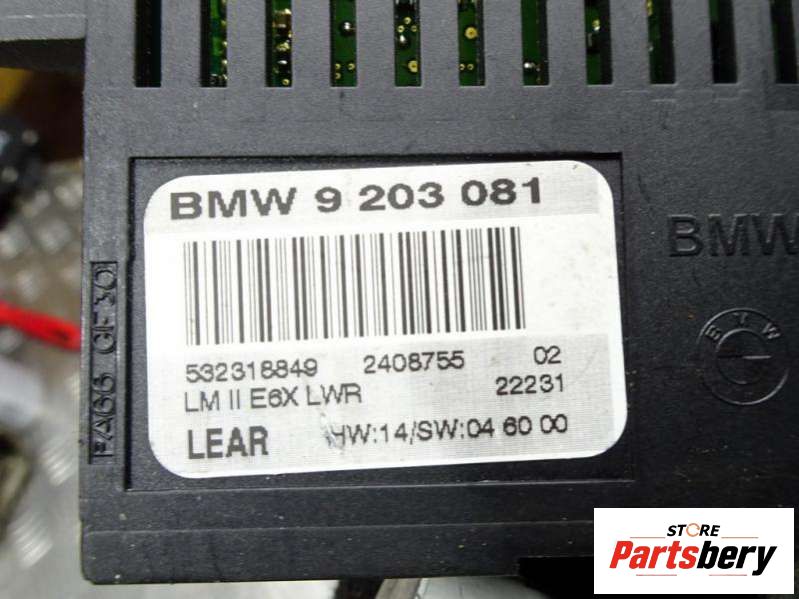 BMW 9 203 081
532318849 2408755 02
LM II E6X LWR 22231
LEAR HW:14/SW:04 60 00
PA66 GF30
BMW
BMW
STORE
Partsbery